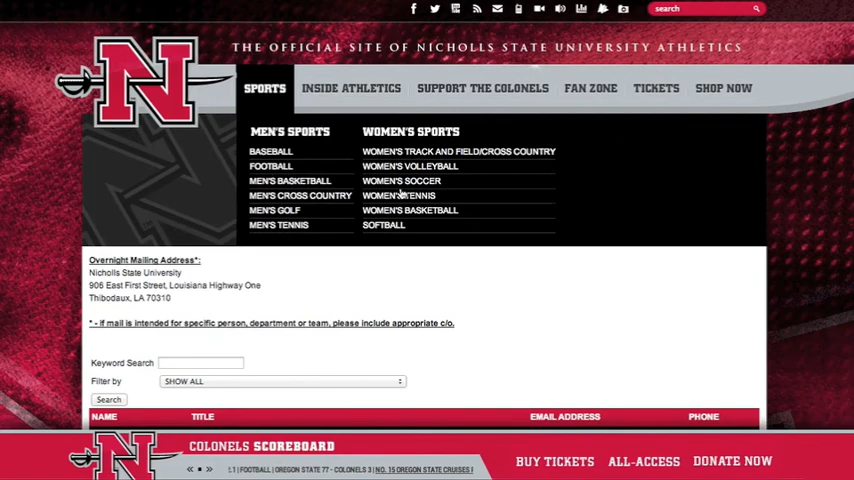 search
THE OFFICIAL SITE OF NICHOLLS STATE UNIVERSITY ATHLETICS
N
SPORTS INSIDE ATHLETICS SUPPORT THE COLONELS FAN ZONE TICKETS SHOP NOW
MEN'S SPORTS
BASEBALL
FOOTBALL
MEN'S BASKETBALL
MEN'S CROSS COUNTRY
MEN'S GOLF
MEN'S TENNIS
WOMEN'S SPORTS
WOMEN'S TRACK AND FIELD/CROSS COUNTRY
WOMEN'S VOLLEYBALL
WOMEN'S SOCCER
WOMEN'S TENNIS
WOMEN'S BASKETBALL
SOFTBALL
Overnight Mailing Address*:
Nicholls State University
906 East First Street, Louisiana Highway One
Thibodaux, LA 70310
* - if mail is intended for specific person, department or team, please include appropriate c/o.
Keyword Search
Filter by SHOW ALL
Search
NAME TITLE EMAIL ADDRESS PHONE
N
COLONELS SCOREBOARD
| FOOTBALL | OREGON STATE 77 - COLONELS 3 | NO. 15 OREGON STATE CRUISES
BUY TICKETS ALL-ACCESS DONATE NOW